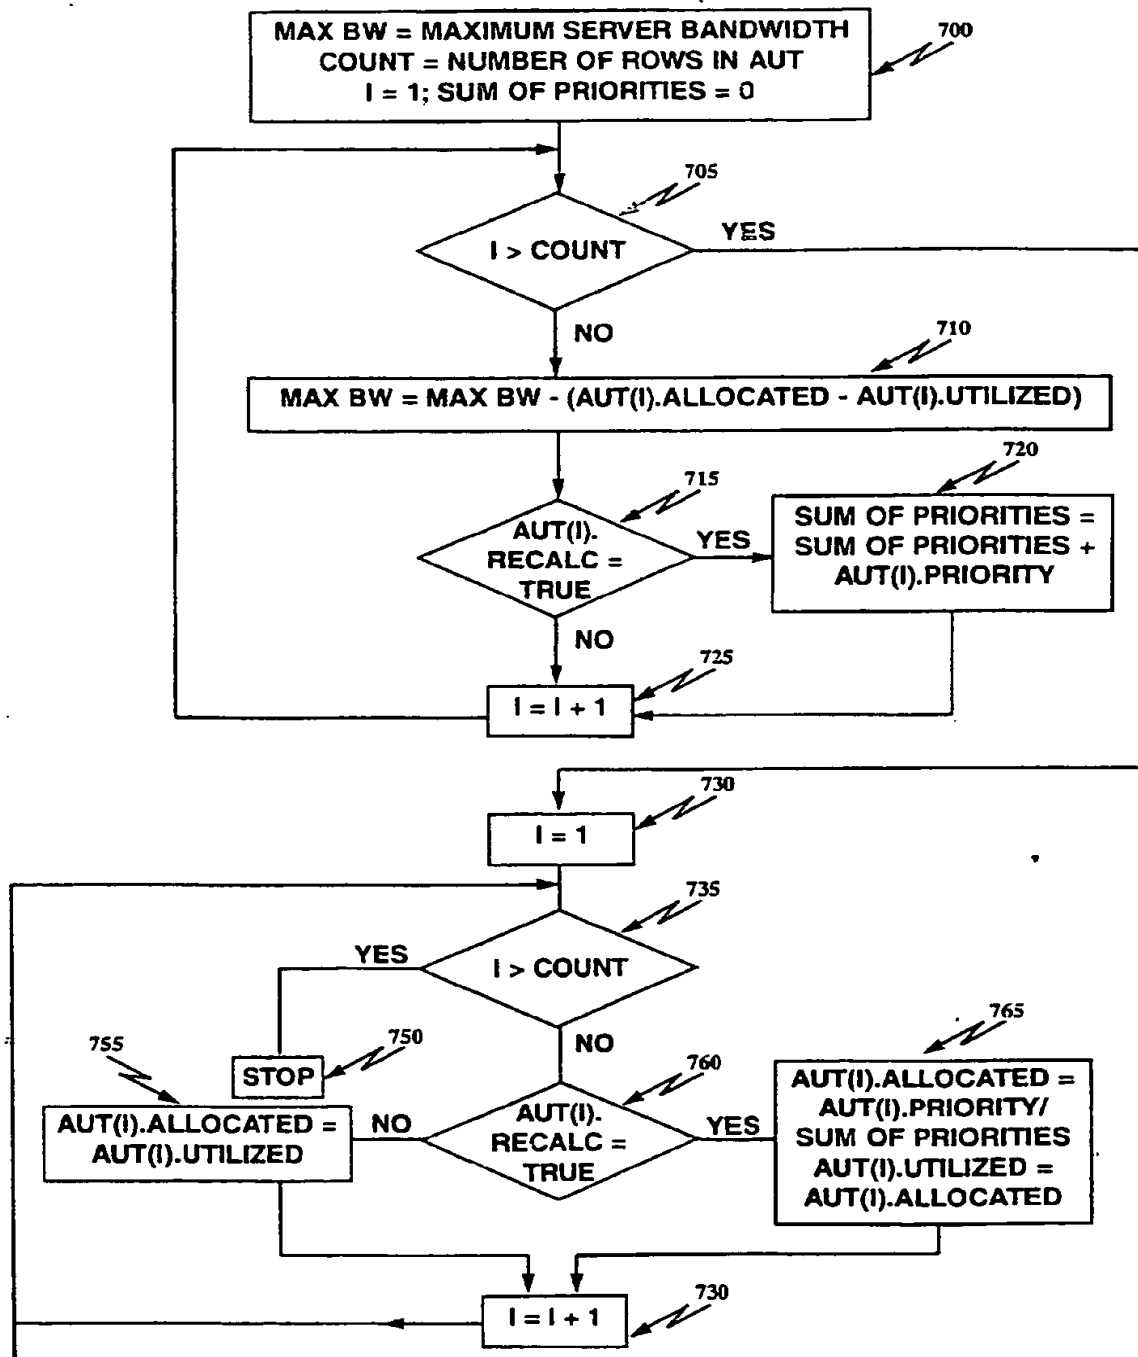 MAX BW = MAXIMUM SERVER BANDWIDTH
COUNT = NUMBER OF ROWS IN AUT
I = 1; SUM OF PRIORITIES = 0
700
705
I > COUNT
YES
NO
710
MAX BW = MAX BW - (AUT(I).ALLOCATED - AUT(I).UTILIZED)
715
AUT(I).
RECALC =
TRUE
YES
720
SUM OF PRIORITIES =
SUM OF PRIORITIES +
AUT(I).PRIORITY
NO
725
I = I + 1
730
I = 1
735
I > COUNT
YES
NO
750
STOP
755
AUT(I).ALLOCATED =
AUT(I).UTILIZED
NO
760
AUT(I).
RECALC =
TRUE
YES
765
AUT(I).ALLOCATED =
AUT(I).PRIORITY/
SUM OF PRIORITIES
AUT(I).UTILIZED =
AUT(I).ALLOCATED
730
I = I + 1